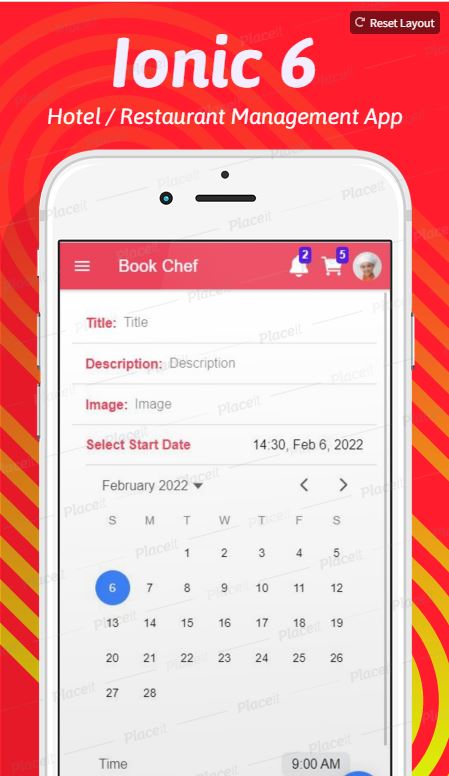 Reset Layout
Ionic 6
Hotel / Restaurant Management App
Book Chef 2 5
Title: Title
Description: Description
Image: Image
Select Start Date 14:30, Feb 6, 2022
February 2022
S M T W T F S
1 2 3 4 5
6 7 8 9 10 11 12
13 14 15 16 17 18 19
20 21 22 23 24 25 26
27 28
Time 9:00 AM
Placeit